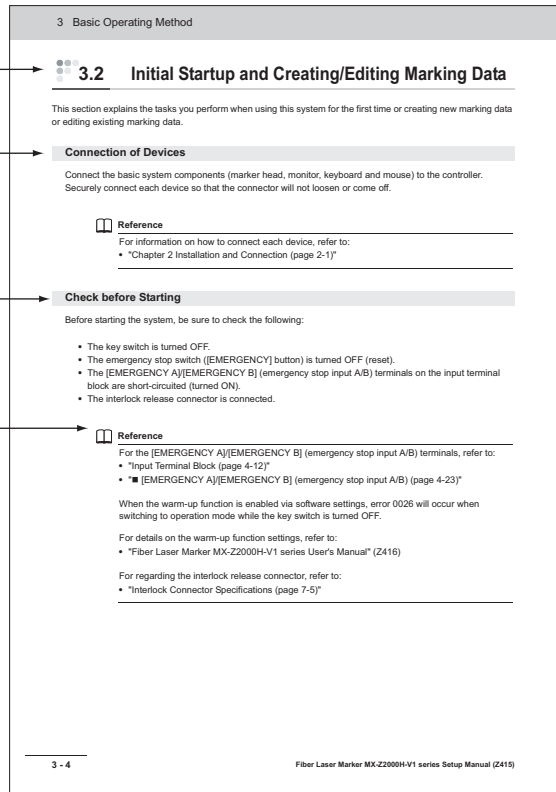 3 Basic Operating Method
3.2 Initial Startup and Creating/Editing Marking Data
This section explains the tasks you perform when using this system for the first time or creating new marking data
or editing existing marking data.
Connection of Devices
Connect the basic system components (marker head, monitor, keyboard and mouse) to the controller.
Securely connect each device so that the connector will not loosen or come off.
Reference
For information on how to connect each device, refer to:
• "Chapter 2 Installation and Connection (page 2-1)"
Check before Starting
Before starting the system, be sure to check the following:
• The key switch is turned OFF.
• The emergency stop switch ([EMERGENCY] button) is turned OFF (reset).
• The [EMERGENCY A]/[EMERGENCY B] (emergency stop input A/B) terminals on the input terminal
block are short-circuited (turned ON).
• The interlock release connector is connected.
Reference
For the [EMERGENCY A]/[EMERGENCY B] (emergency stop input A/B) terminals, refer to:
• "Input Terminal Block (page 4-12)"
• "■ [EMERGENCY A]/[EMERGENCY B] (emergency stop input A/B) (page 4-23)"
When the warm-up function is enabled via software settings, error 0026 will occur when
switching to operation mode while the key switch is turned OFF.
For details on the warm-up function settings, refer to:
• "Fiber Laser Marker MX-Z2000H-V1 series User's Manual" (Z416)
For regarding the interlock release connector, refer to:
• "Interlock Connector Specifications (page 7-5)"
3 - 4
Fiber Laser Marker MX-Z2000H-V1 series Setup Manual (Z415)